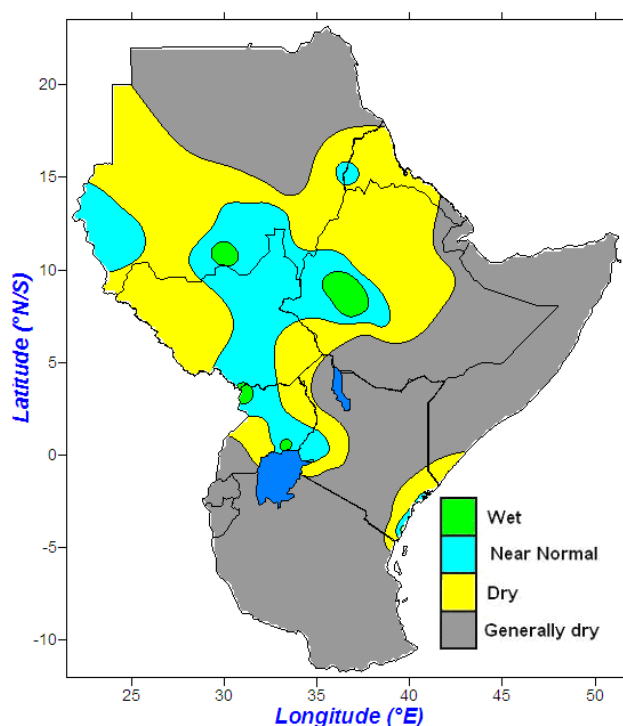 20
15
10
5
0
-5
-10
Latitude (°N/S)
Wet
Near Normal
Dry
Generally dry
25 30 35 40 45 50
Longitude (°E)